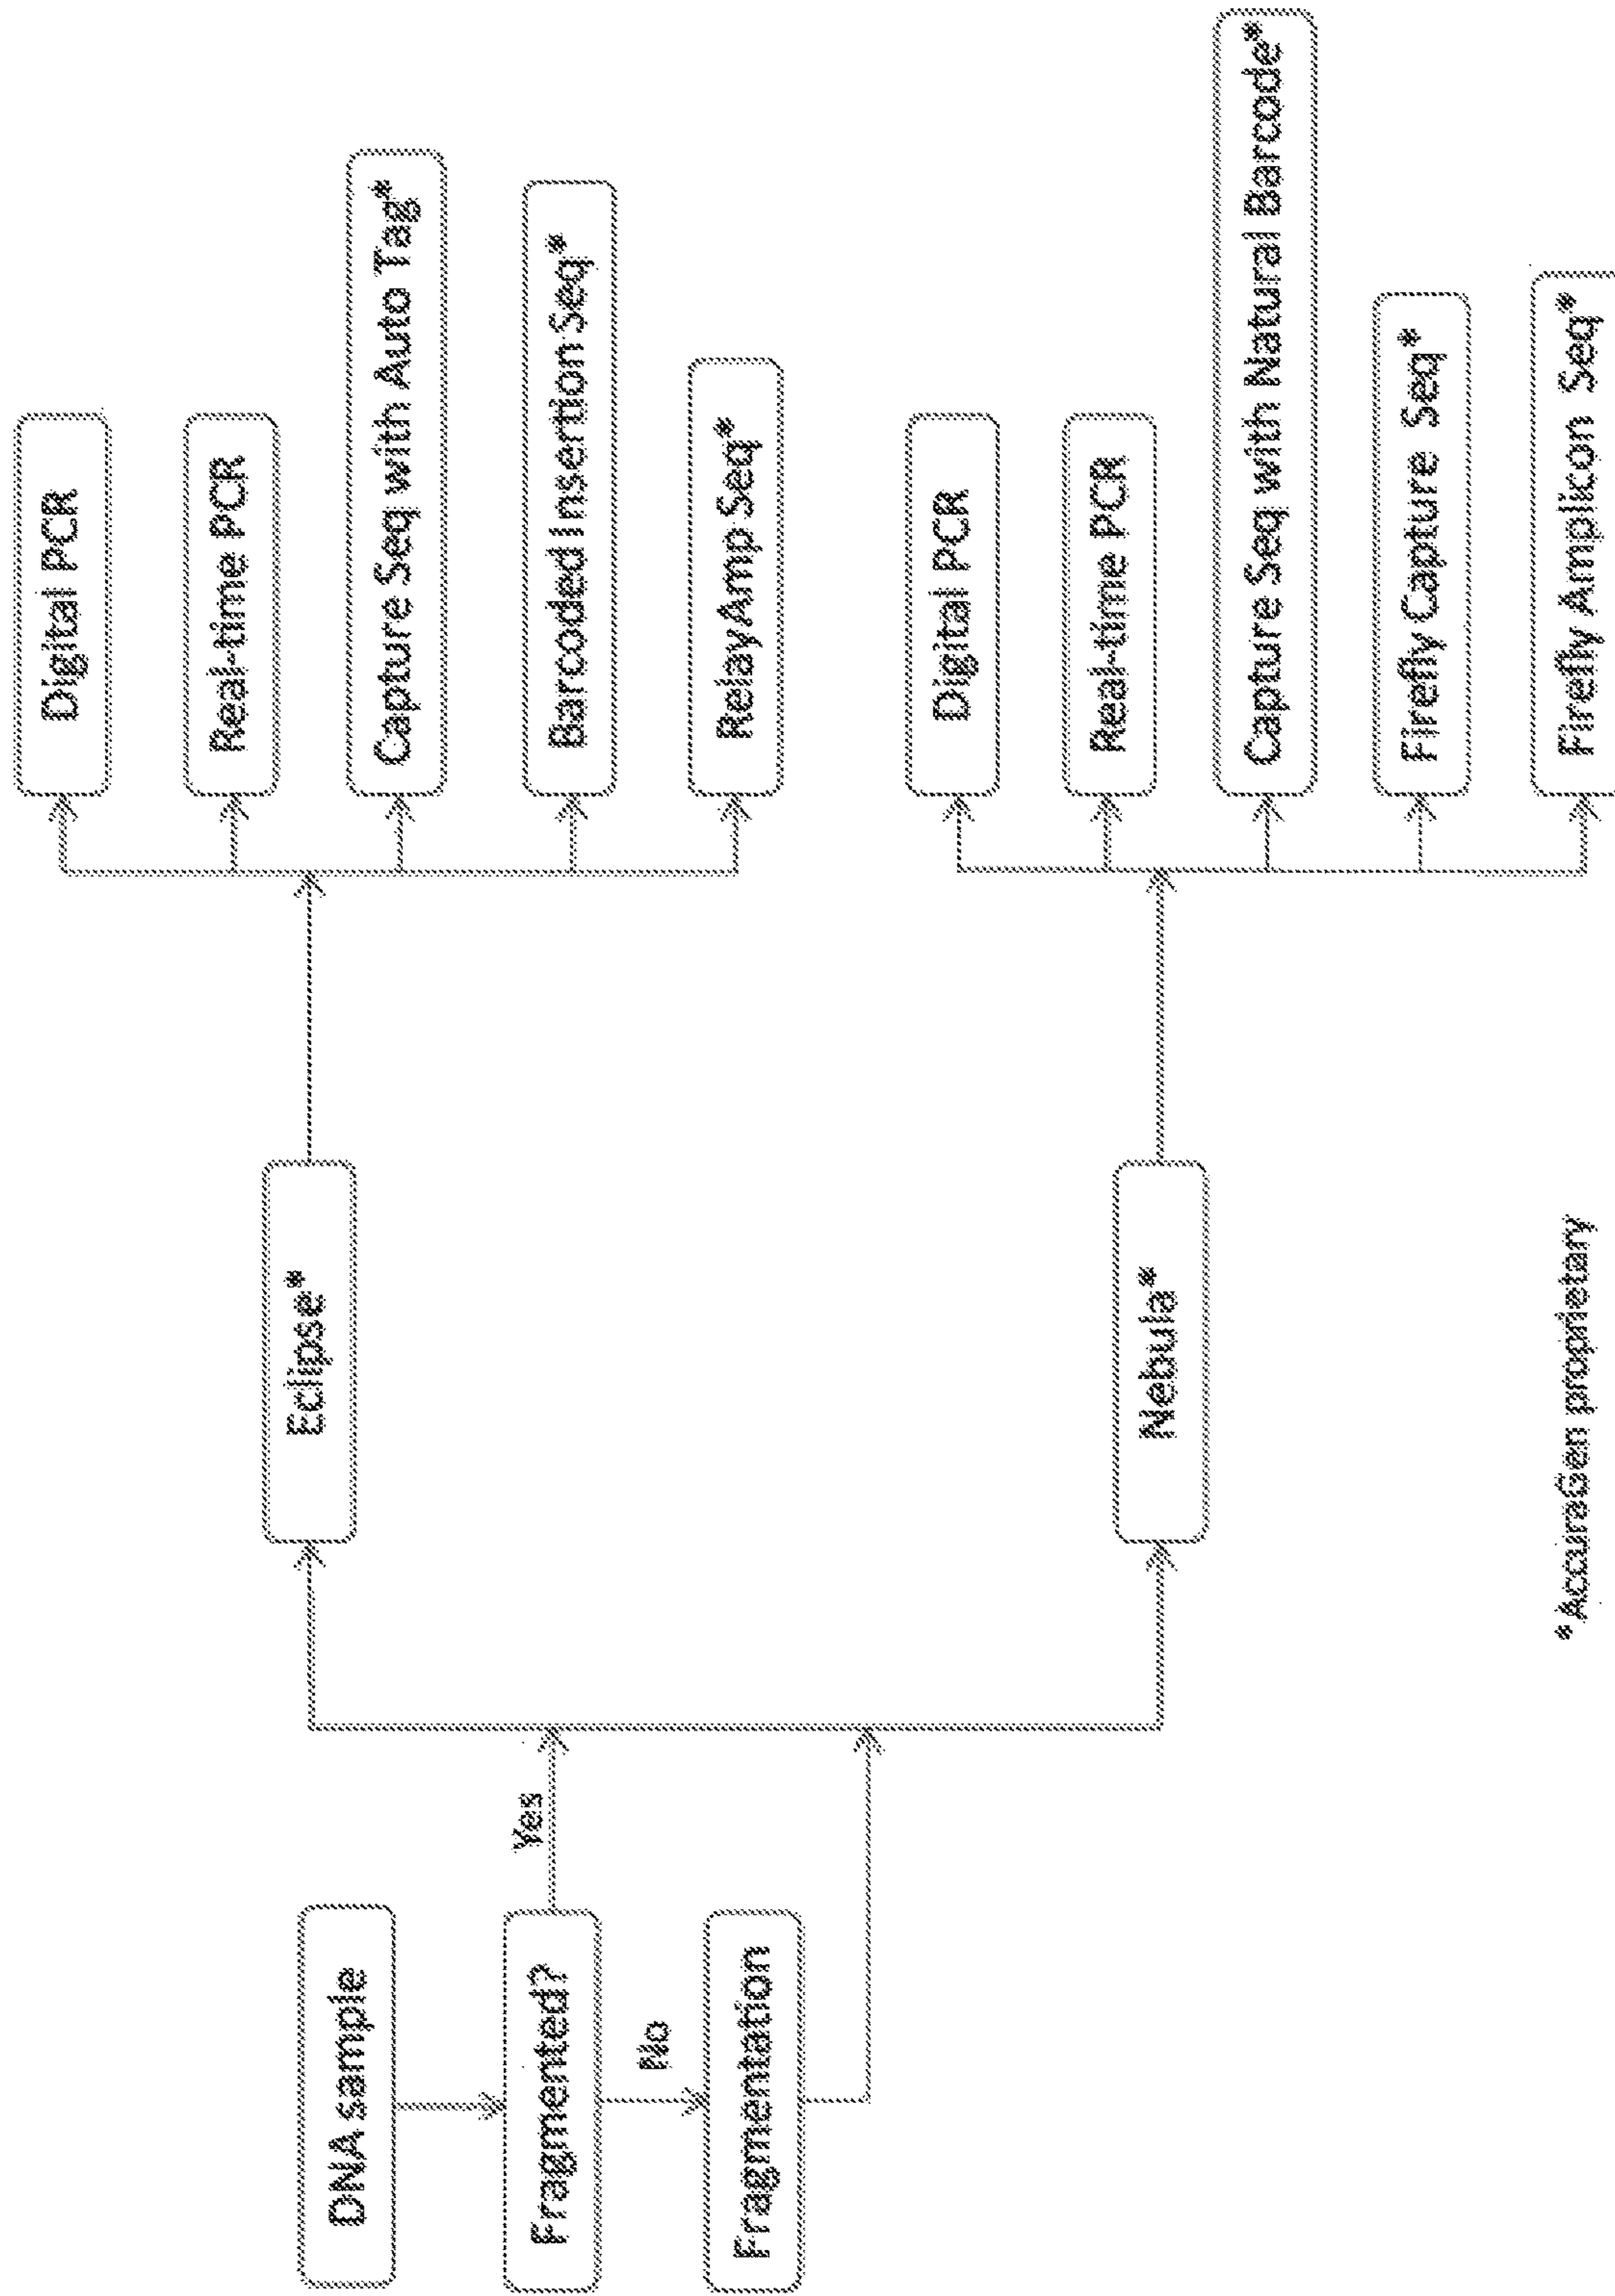 DNA sample
Fragmented?
Yes
No
Fragmentation
Eclipse*
Digital PCR
Real-time PCR
Capture Seq with Auto Tag*
Barcoded Insertion Seq*
RelayAmp Seq*
Nebula*
Digital PCR
Real-time PCR
Capture Seq with Natural Barcode*
Firefly Capture Seq*
Firefly Amplicon Seq*
*AccuraGen proprietary